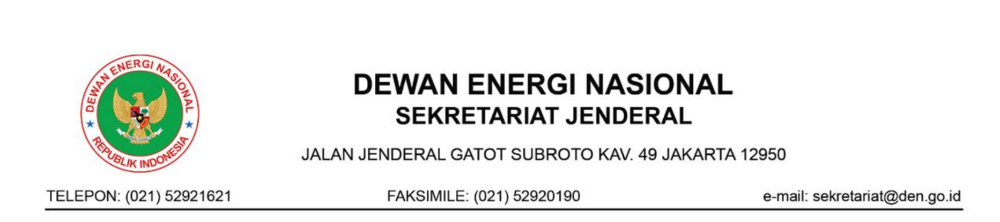 DEWAN ENERGI NASIONAL
REPUBLIK INDONESIA
DEWAN ENERGI NASIONAL
SEKRETARIAT JENDERAL
JALAN JENDERAL GATOT SUBROTO KAV. 49 JAKARTA 12950
TELEPON: (021) 52921621 FAKSIMILE: (021) 52920190 e-mail: sekretariat@den.go.id